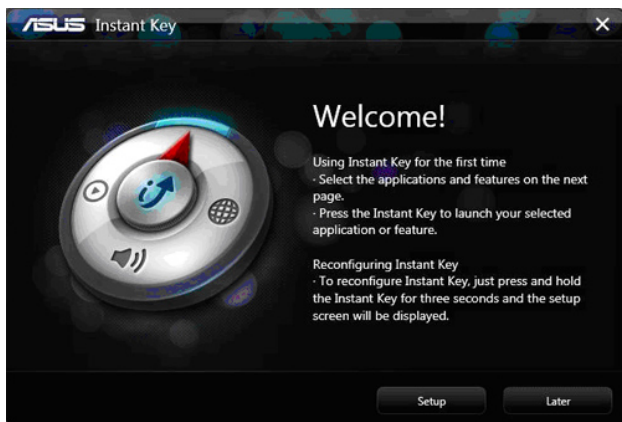 ASUS Instant Key
Welcome!
Using Instant Key for the first time
· Select the applications and features on the next
page.
· Press the Instant Key to launch your selected
application or feature.
Reconfiguring Instant Key
· To reconfigure Instant Key, just press and hold
the Instant Key for three seconds and the setup
screen will be displayed.
Setup
Later